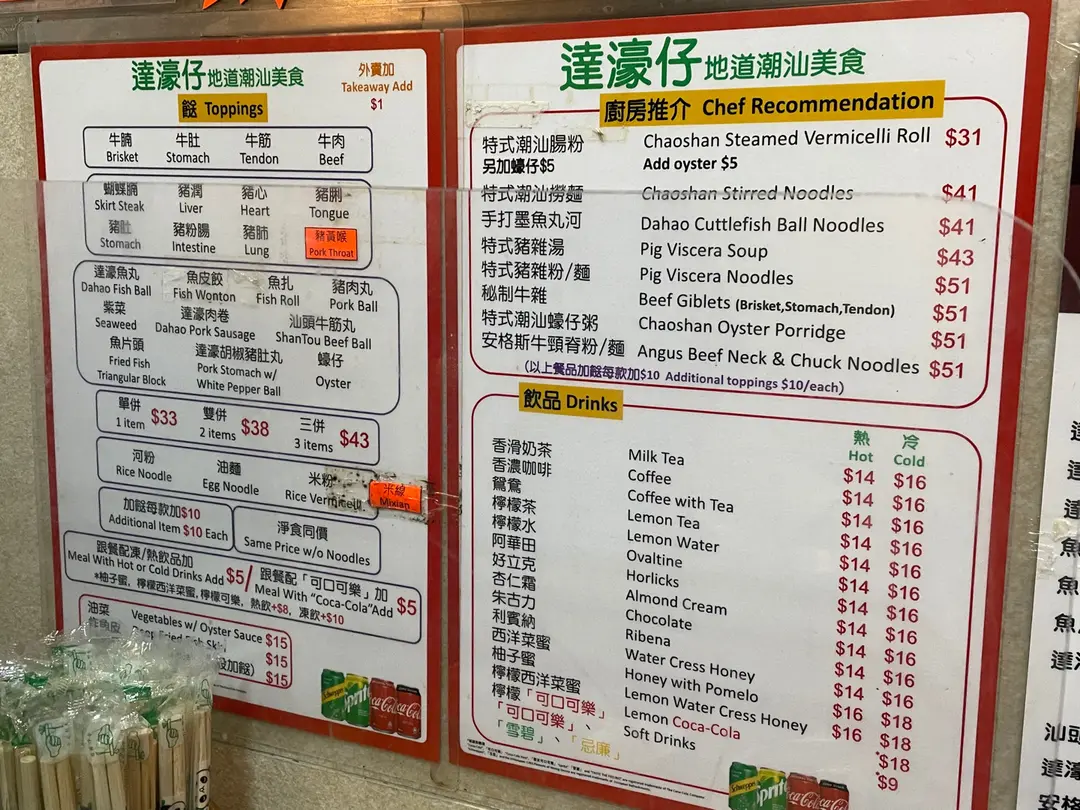 達濠仔 地道潮汕美食
外賣加
Takeaway Add
$1
餸 Toppings
牛腩 牛肚 牛筋 牛肉
Brisket Stomach Tendon Beef
蝴蝶腩 豬潤 豬心 豬脷
Skirt Steak Liver Heart Tongue
豬肚 豬粉腸 豬肺 豬黃喉
Stomach Intestine Lung Pork Throat
達濠魚丸 魚皮餃 魚扎 豬肉丸
Dahao Fish Ball Fish Wonton Fish Roll Pork Ball
紫菜 達濠肉卷 汕頭牛筋丸
Seaweed Dahao Pork Sausage ShanTou Beef Ball
魚片頭 達濠胡椒豬肚丸 蠔仔
Fried Fish Triangular Block Pork Stomach w/ White Pepper Ball Oyster
單併 雙併 三併
1 item $33 2 items $38 3 items $43
河粉 油麵 米粉 米線
Rice Noodle Egg Noodle Rice Vermicelli Mixian
加餸每款加$10
Additional Item $10 Each
淨食同價
Same Price w/o Noodles
跟餐配凍/熱飲品加
Meal With Hot or Cold Drinks Add $5/
跟餐配「可口可樂」加
Meal With "Coca-Cola" Add $5
*柚子蜜，檸檬西洋菜蜜,檸檬可樂，熱飲+$8，凍飲+$10
油菜 Vegetables w/ Oyster Sauce $15
炸魚皮 Fried Fish Skin $15
加餸） $15
達濠仔 地道潮汕美食
廚房推介 Chef Recommendation
特式潮汕腸粉 Chaoshan Steamed Vermicelli Roll $31
另加蠔仔$5 Add oyster $5
特式潮汕撈麵 Chaoshan Stirred Noodles $41
手打墨魚丸河 Dahao Cuttlefish Ball Noodles $41
特式豬雜湯 Pig Viscera Soup $43
特式豬雜粉/麵 Pig Viscera Noodles $51
秘制牛雜 Beef Giblets (Brisket,Stomach,Tendon) $51
特式潮汕蠔仔粥 Chaoshan Oyster Porridge $51
安格斯牛頸脊粉/麵 Angus Beef Neck & Chuck Noodles $51
(以上餐品加餸每款加$10 Additional toppings $10/each)
飲品 Drinks
熱 冷
Hot Cold
香滑奶茶 Milk Tea $14 $16
香濃咖啡 Coffee $14 $16
鴛鴦 Coffee with Tea $14 $16
檸檬茶 Lemon Tea $14 $16
檸檬水 Lemon Water $14 $16
阿華田 Ovaltine $14 $16
好立克 Horlicks $14 $16
杏仁霜 Almond Cream $14 $16
朱古力 Chocolate $14 $16
利賓納 Ribena $14 $16
西洋菜蜜 Water Cress Honey $14 $16
柚子蜜 Honey with Pomelo $16 $18
檸檬西洋菜蜜 Lemon Water Cress Honey $16 $18
檸檬「可口可樂」 Lemon Coca-Cola *$18
「可口可樂」 Soft Drinks *$9
「雪碧」、「忌廉」